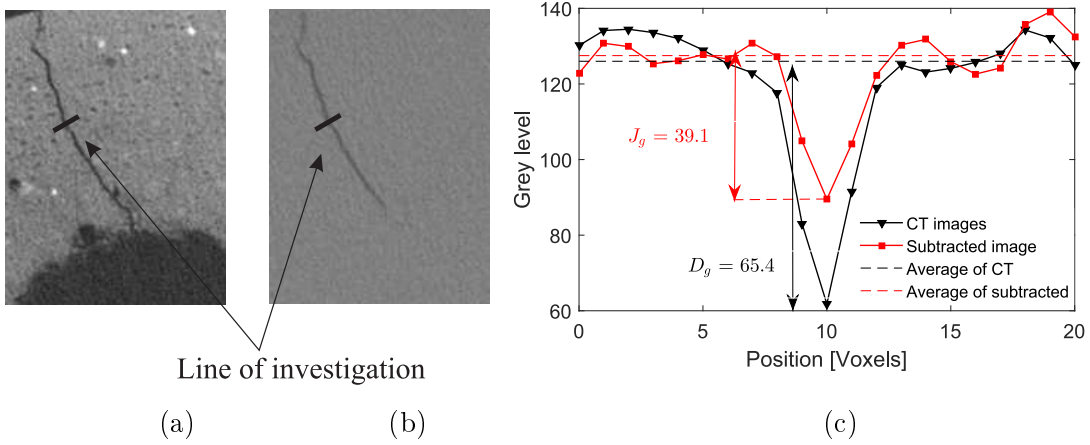 Line of investigation
(a)
(b)
140
120
100
80
60
Grey level
J_g = 39.1
D_g = 65.4
CT images
Subtracted image
Average of CT
Average of subtracted
0
5
10
15
20
Position [Voxels]
(c)